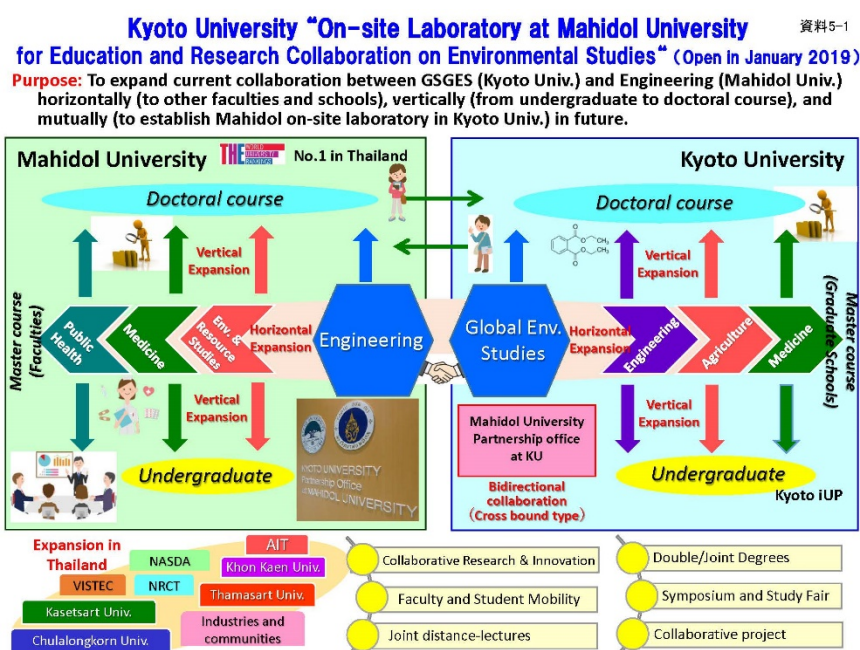 Kyoto University “On-site Laboratory at Mahidol University
資料5-1
for Education and Research Collaboration on Environmental Studies“ (Open in January 2019)
Purpose: To expand current collaboration between GSGES (Kyoto Univ.) and Engineering (Mahidol Univ.)
horizontally (to other faculties and schools), vertically (from undergraduate to doctoral course), and
mutually (to establish Mahidol on-site laboratory in Kyoto Univ.) in future.
Mahidol University
THE WORLD UNIVERSITY RANKINGS
No.1 in Thailand
Doctoral course
Vertical
Expansion
Master course
(Faculties)
Public
Health
Medicine
Env. &
Resource
Studies
Horizontal
Expansion
Engineering
Vertical
Expansion
Undergraduate
KYOTO UNIVERSITY
Partnership Office
at MAHIDOL UNIVERSITY
Kyoto University
Doctoral course
O
O
CH₃
O
O
CH₃
Vertical
Expansion
Global Env.
Studies
Horizontal
Expansion
Engineering
Agriculture
Medicine
Master course
(Graduate Schools)
Vertical
Expansion
Mahidol University
Partnership office
at KU
Bidirectional
collaboration
(Cross bound type)
Undergraduate
Kyoto iUP
Expansion in
Thailand
AIT
NASDA
Khon Kaen Univ.
VISTEC
NRCT
Thamasart Univ.
Kasetsart Univ.
Industries and
communities
Chulalongkorn Univ.
Collaborative Research & Innovation
Faculty and Student Mobility
Joint distance-lectures
Double/Joint Degrees
Symposium and Study Fair
Collaborative project